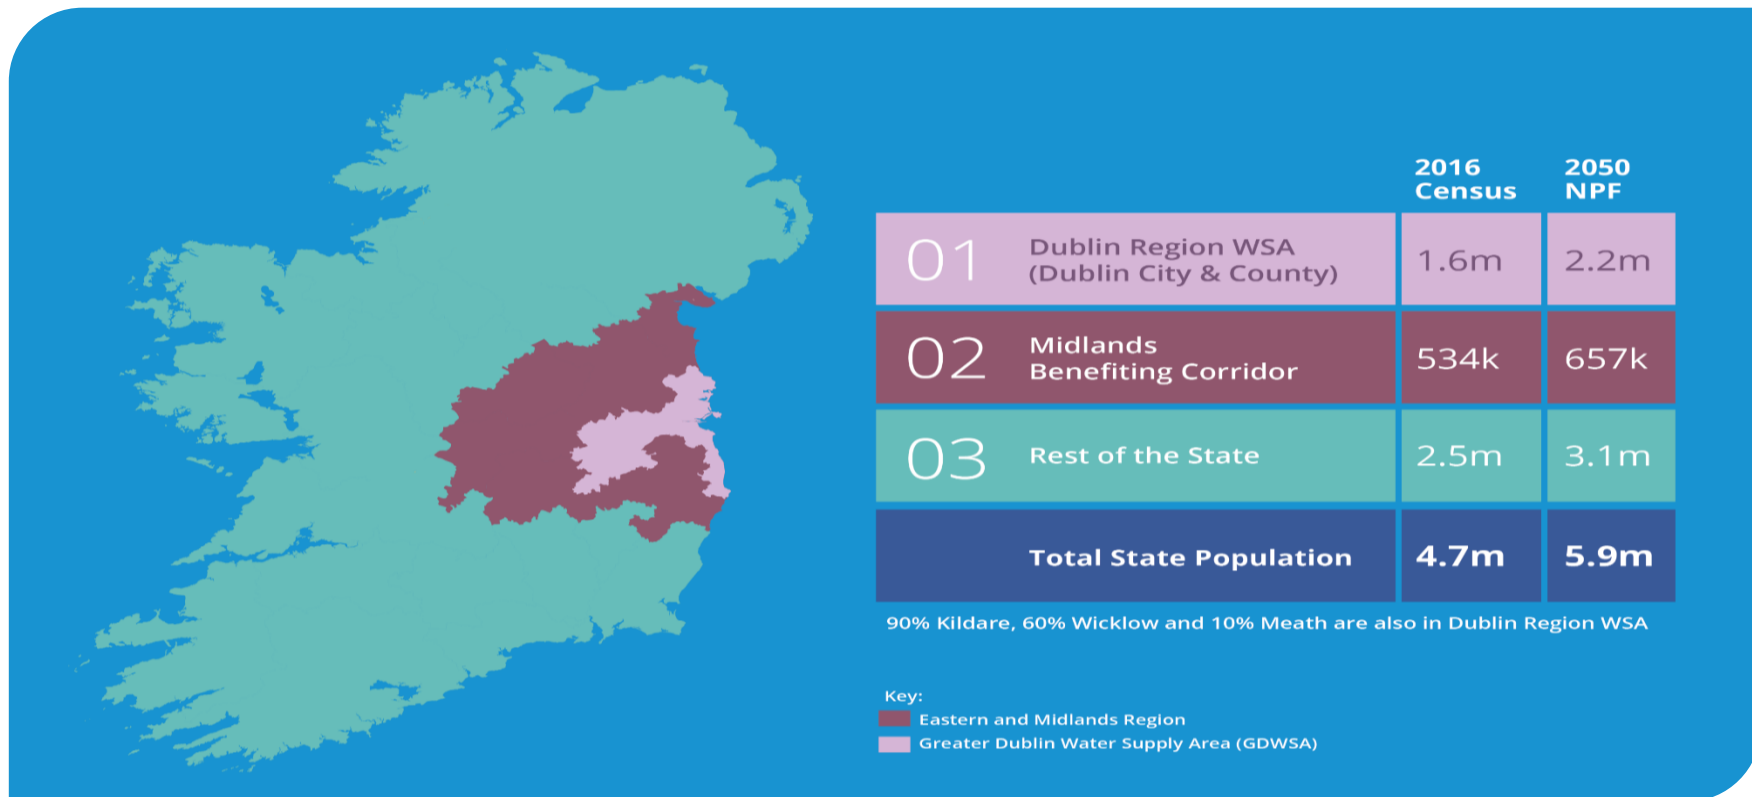 2016 Census
2050 NPF
01 Dublin Region WSA (Dublin City & County) 1.6m 2.2m
02 Midlands Benefiting Corridor 534k 657k
03 Rest of the State 2.5m 3.1m
Total State Population 4.7m 5.9m
90% Kildare, 60% Wicklow and 10% Meath are also in Dublin Region WSA
Key:
Eastern and Midlands Region
Greater Dublin Water Supply Area (GDWSA)